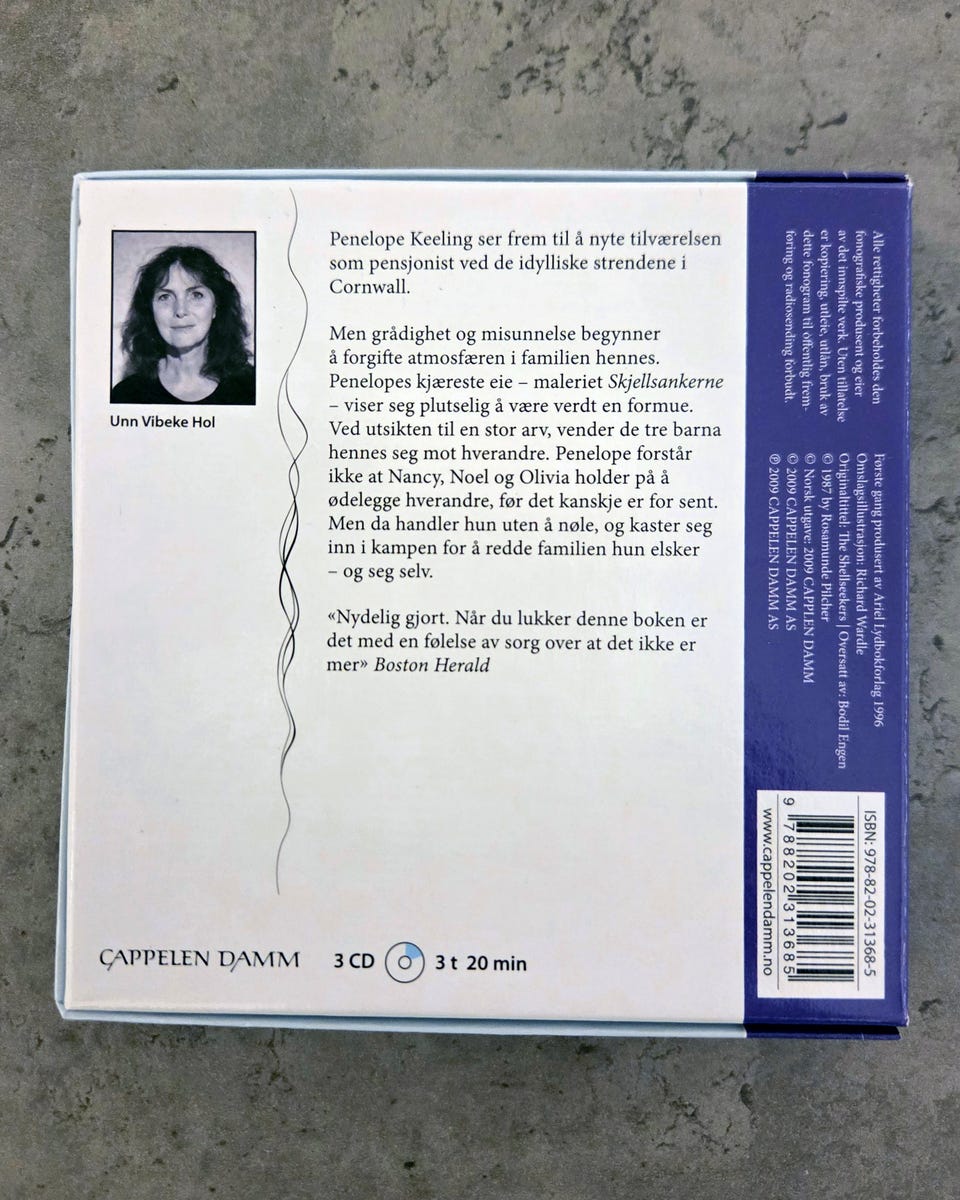 Unn Vibeke Hol
Penelope Keeling ser frem til å nyte tilværelsen
som pensjonist ved de idylliske strendene i
Cornwall.
Men grådighet og misunnelse begynner
å forgifte atmosfæren i familien hennes.
Penelopes kjæreste eie – maleriet Skjellsankerne
– viser seg plutselig å være verdt en formue.
Ved utsikten til en stor arv, vender de tre barna
hennes seg mot hverandre. Penelope forstår
ikke at Nancy, Noel og Olivia holder på å
ødelegge hverandre, før det kanskje er for sent.
Men da handler hun uten å nøle, og kaster seg
inn i kampen for å redde familien hun elsker
– og seg selv.
«Nydelig gjort. Når du lukker denne boken er
det med en følelse av sorg over at det ikke er
mer» Boston Herald
CAPPELEN DAMM
3 CD
3 t 20 min
Alle rettigheter forbeholdes den
fonografiske produsent og eier
av det innspilte verk. Uten tillatelse
er kopiering, utleie, utlån, bruk av
dette fonogram til offentlig frem-
føring og radiosending forbudt.
Første gang produsert av Ariel Lydbokforlag 1996
Omslagsillustrasjon: Richard Wardle
Originaltittel: The Shellseekers | Oversatt av: Bodil Engen
© 1987 by Rosamunde Pilcher
© Norsk utgave: 2009 CAPPLEN DAMM
© 2009 CAPPELEN DAMM AS
℗ 2009 CAPPELEN DAMM AS
ISBN: 978-82-02-31368-5
9 788202 313685
www.cappelendamm.no